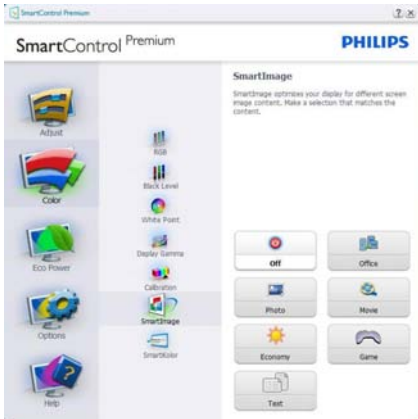 SmartControl Premium
? ×
SmartControl Premium
PHILIPS
Adjust
Color
Eco Power
Options
Help
RGB
Black Level
White Point
Display Gamma
Calibration
SmartImage
SmartKolor
SmartImage
SmartImage optimizes your display for different screen
image content. Make a selection that matches the
content.
Off
Office
Photo
Movie
Economy
Game
Text